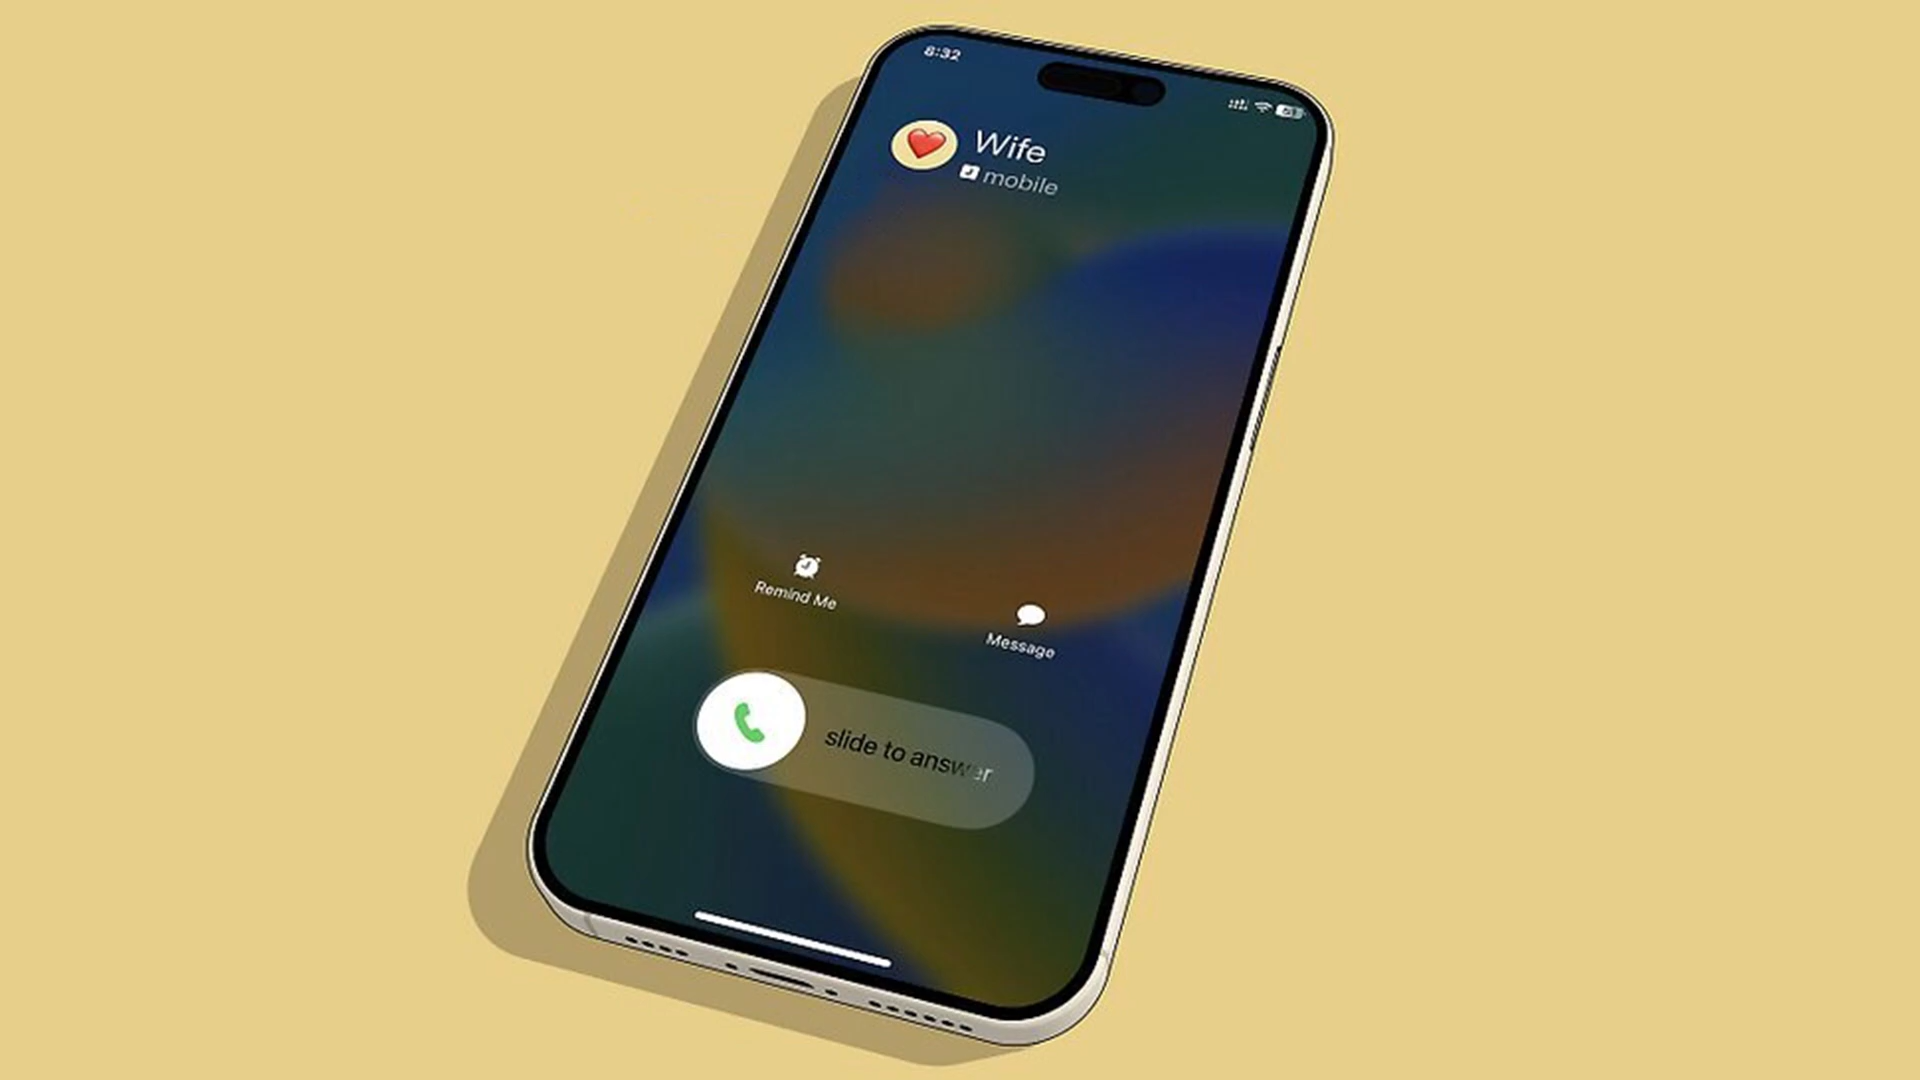 8:32
Wife
mobile
Remind Me
Message
slide to answer